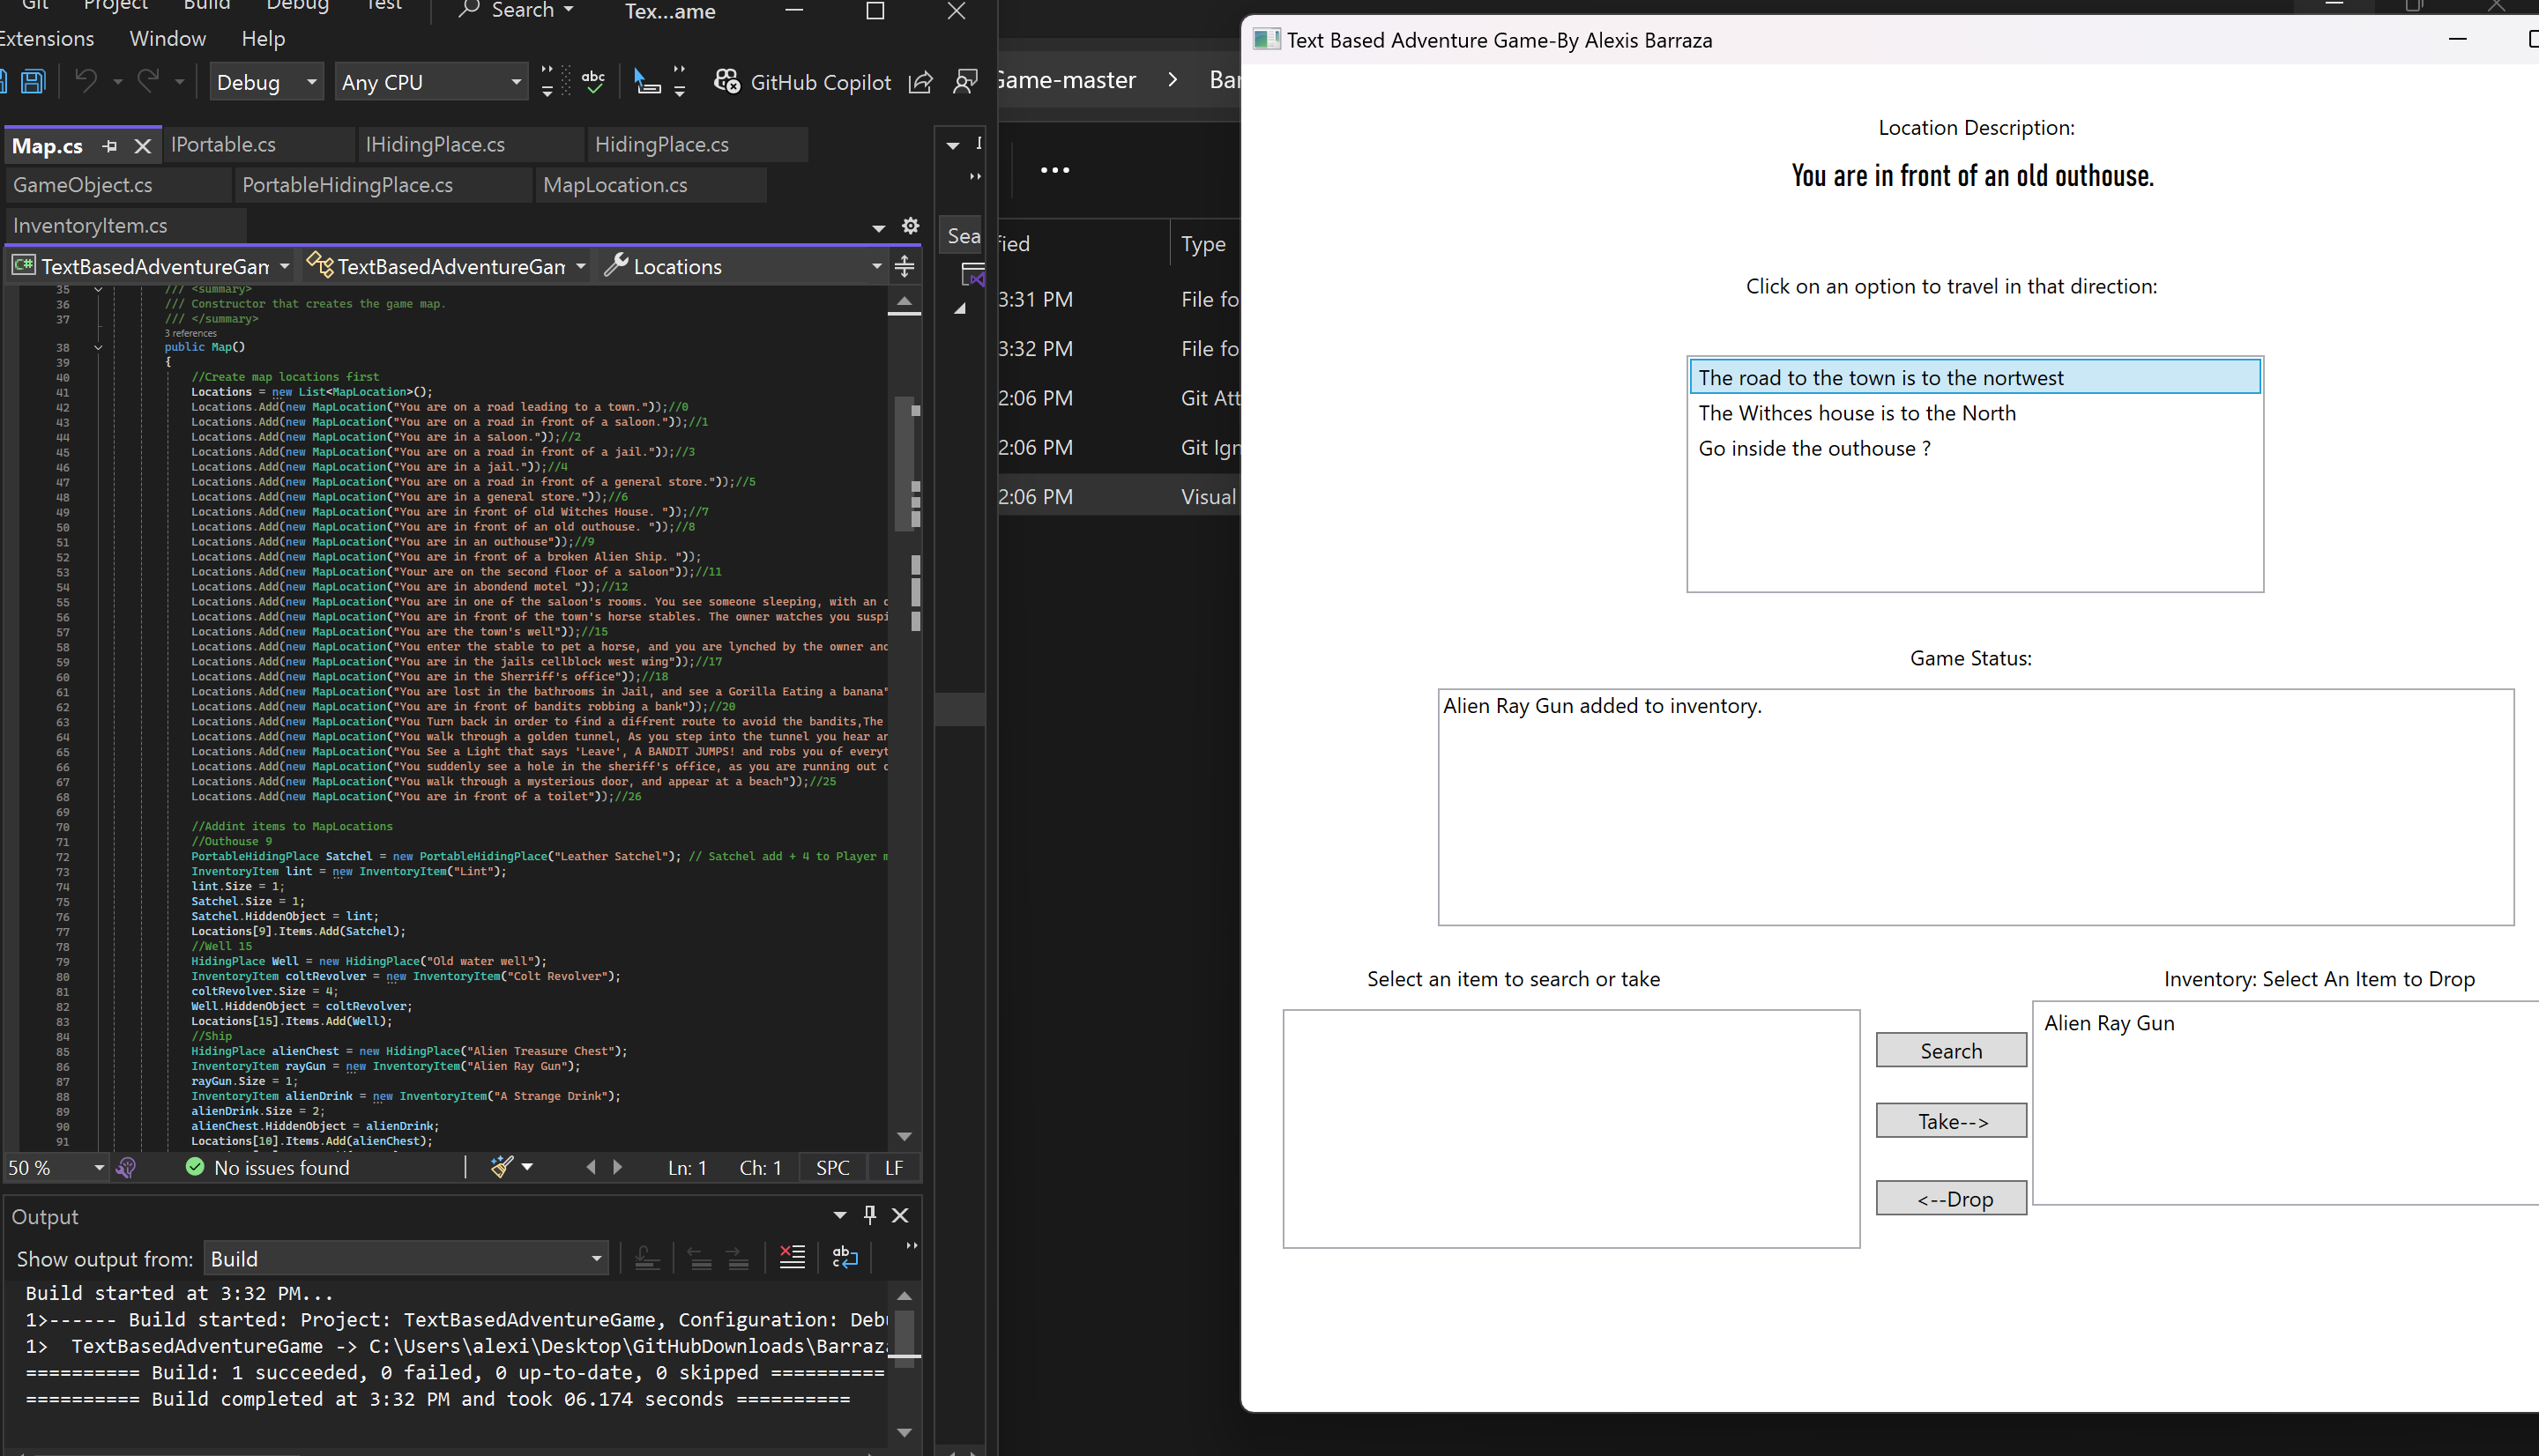 Git Project Build Debug Test Search Tex...ame
Extensions Window Help
Debug Any CPU abc GitHub Copilot
Map.cs IPortable.cs IHidingPlace.cs HidingPlace.cs
GameObject.cs PortableHidingPlace.cs MapLocation.cs
InventoryItem.cs
Sea
C# TextBasedAdventureGam TextBasedAdventureGam Locations
35 /// <summary>
36 /// Constructor that creates the game map.
37 /// </summary>
3 references
38 public Map()
39 {
40 //Create map locations first
41 Locations = new List<MapLocation>();
42 Locations.Add(new MapLocation("You are on a road leading to a town."));//0
43 Locations.Add(new MapLocation("You are on a road in front of a saloon."));//1
44 Locations.Add(new MapLocation("You are in a saloon."));//2
45 Locations.Add(new MapLocation("You are on a road in front of a jail."));//3
46 Locations.Add(new MapLocation("You are in a jail."));//4
47 Locations.Add(new MapLocation("You are on a road in front of a general store."));//5
48 Locations.Add(new MapLocation("You are in a general store."));//6
49 Locations.Add(new MapLocation("You are in front of old Witches House. "));//7
50 Locations.Add(new MapLocation("You are in front of an old outhouse. "));//8
51 Locations.Add(new MapLocation("You are in an outhouse"));//9
52 Locations.Add(new MapLocation("You are in front of a broken Alien Ship. "));
53 Locations.Add(new MapLocation("Your are on the second floor of a saloon"));//11
54 Locations.Add(new MapLocation("You are in abondend motel "));//12
55 Locations.Add(new MapLocation("You are in one of the saloon's rooms. You see someone sleeping, with an
56 Locations.Add(new MapLocation("You are in front of the town's horse stables. The owner watches you suspi
57 Locations.Add(new MapLocation("You are the town's well"));//15
58 Locations.Add(new MapLocation("You enter the stable to pet a horse, and you are lynched by the owner and
59 Locations.Add(new MapLocation("You are in the jails cellblock west wing"));//17
60 Locations.Add(new MapLocation("You are in the Sherriff's office"));//18
61 Locations.Add(new MapLocation("You are lost in the bathrooms in Jail, and see a Gorilla Eating a banana"
62 Locations.Add(new MapLocation("You are in front of bandits robbing a bank"));//20
63 Locations.Add(new MapLocation("You Turn back in order to find a diffrent route to avoid the bandits,The
64 Locations.Add(new MapLocation("You walk through a golden tunnel, As you step into the tunnel you hear
65 Locations.Add(new MapLocation("You See a Light that says 'Leave', A BANDIT JUMPS! and robs you of everyt
66 Locations.Add(new MapLocation("You suddenly see a hole in the sheriff's office, as you are running out
67 Locations.Add(new MapLocation("You walk through a mysterious door, and appear at a beach"));//25
68 Locations.Add(new MapLocation("You are in front of a toilet"));//26
69
70 //Addint items to MapLocations
71 //Outhouse 9
72 PortableHidingPlace Satchel = new PortableHidingPlace("Leather Satchel"); // Satchel add + 4 to Player
73 InventoryItem lint = new InventoryItem("Lint");
74 lint.Size = 1;
75 Satchel.Size = 1;
76 Satchel.HiddenObject = lint;
77 Locations[9].Items.Add(Satchel);
78 //Well 15
79 HidingPlace Well = new HidingPlace("Old water well");
80 InventoryItem coltRevolver = new InventoryItem("Colt Revolver");
81 coltRevolver.Size = 4;
82 Well.HiddenObject = coltRevolver;
83 Locations[15].Items.Add(Well);
84 //Ship
85 HidingPlace alienChest = new HidingPlace("Alien Treasure Chest");
86 InventoryItem rayGun = new InventoryItem("Alien Ray Gun");
87 rayGun.Size = 1;
88 InventoryItem alienDrink = new InventoryItem("A Strange Drink");
89 alienDrink.Size = 2;
90 alienChest.HiddenObject = alienDrink;
91 Locations[10].Items.Add(alienChest);
50 % No issues found Ln: 1 Ch: 1 SPC LF
Output
Show output from: Build
Build started at 3:32 PM...
1>------ Build started: Project: TextBasedAdventureGame, Configuration: Debu
1> TextBasedAdventureGame -> C:\Users\alexi\Desktop\GitHubDownloads\Barraza
========== Build: 1 succeeded, 0 failed, 0 up-to-date, 0 skipped ==========
========== Build completed at 3:32 PM and took 06.174 seconds ==========
Game-master > Bar
...
fied Type
3:31 PM File fo
3:32 PM File fo
2:06 PM Git Att
2:06 PM Git Ign
2:06 PM Visual
Text Based Adventure Game-By Alexis Barraza
Location Description:
You are in front of an old outhouse.
Click on an option to travel in that direction:
The road to the town is to the nortwest
The Withces house is to the North
Go inside the outhouse ?
Game Status:
Alien Ray Gun added to inventory.
Select an item to search or take
Inventory: Select An Item to Drop
Alien Ray Gun
Search
Take-->
<--Drop